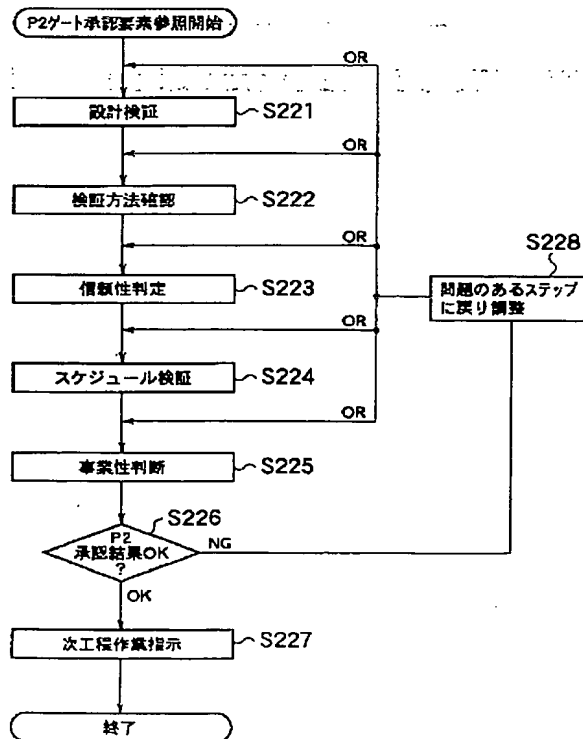 P2ゲート承認要素参照開始
OR
設計検証 S221
OR
検証方法確認 S222
OR
S228
信頼性判定 S223
問題のあるステップ
に戻り調整
OR
スケジュール検証 S224
OR
事業性判断 S225
S226
P2
承認結果OK
?
NG
OK
次工程作業指示 S227
終了